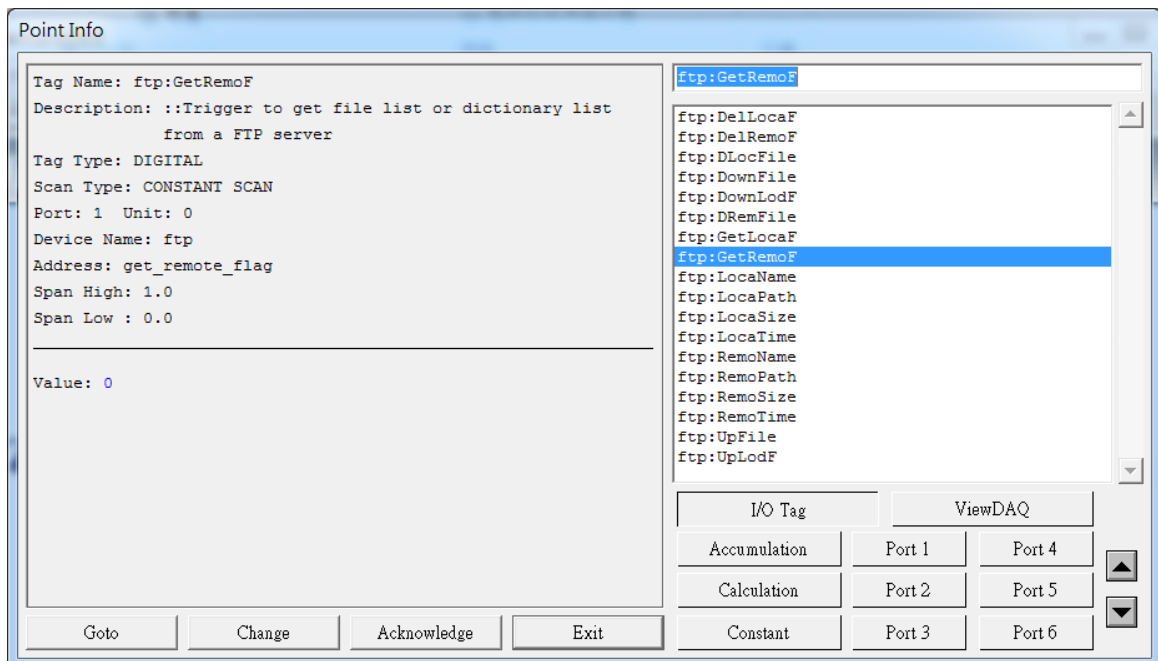 Point Info
Tag Name: ftp:GetRemoF
Description: ::Trigger to get file list or dictionary list
from a FTP server
Tag Type: DIGITAL
Scan Type: CONSTANT SCAN
Port: 1 Unit: 0
Device Name: ftp
Address: get_remote_flag
Span High: 1.0
Span Low : 0.0
Value: 0
ftp:GetRemoF
ftp:DelLocaF
ftp:DelRemoF
ftp:DLocFile
ftp:DownFile
ftp:DownLodF
ftp:DRemFile
ftp:GetLocaF
ftp:GetRemoF
ftp:LocaName
ftp:LocaPath
ftp:LocaSize
ftp:LocaTime
ftp:RemoName
ftp:RemoPath
ftp:RemoSize
ftp:RemoTime
ftp:UpFile
ftp:UpLodF
I/O Tag ViewDAQ
Accumulation Port 1 Port 4
Calculation Port 2 Port 5
Constant Port 3 Port 6
Goto Change Acknowledge Exit